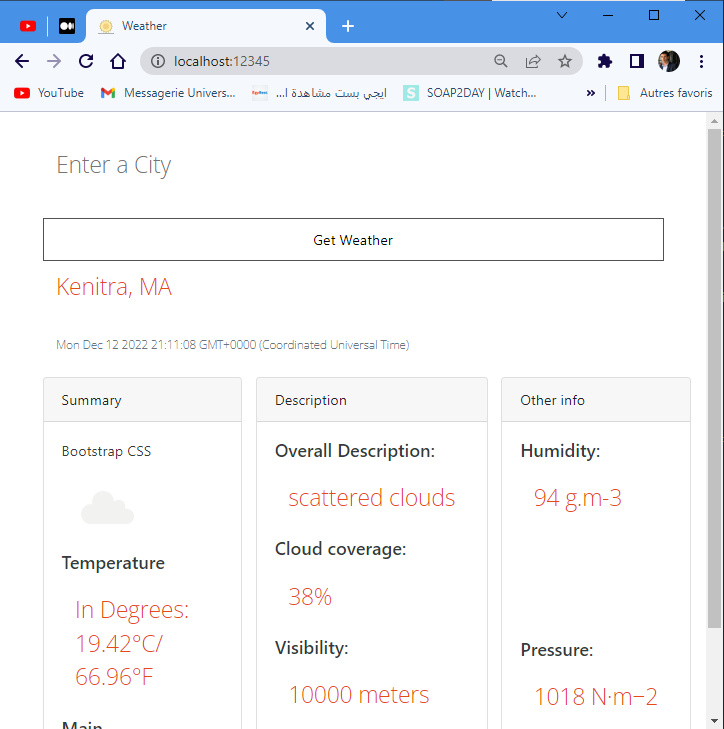 Weather
localhost:12345
YouTube
Messagerie Univers...
ايجي بست مشاهدة ا...
SOAP2DAY | Watch...
»
Autres favoris
Enter a City
Get Weather
Kenitra, MA
Mon Dec 12 2022 21:11:08 GMT+0000 (Coordinated Universal Time)
Summary
Bootstrap CSS
Temperature
In Degrees:
19.42°C/
66.96°F
Main
Description
Overall Description:
scattered clouds
Cloud coverage:
38%
Visibility:
10000 meters
Other info
Humidity:
94 g.m-3
Pressure:
1018 N·m−2